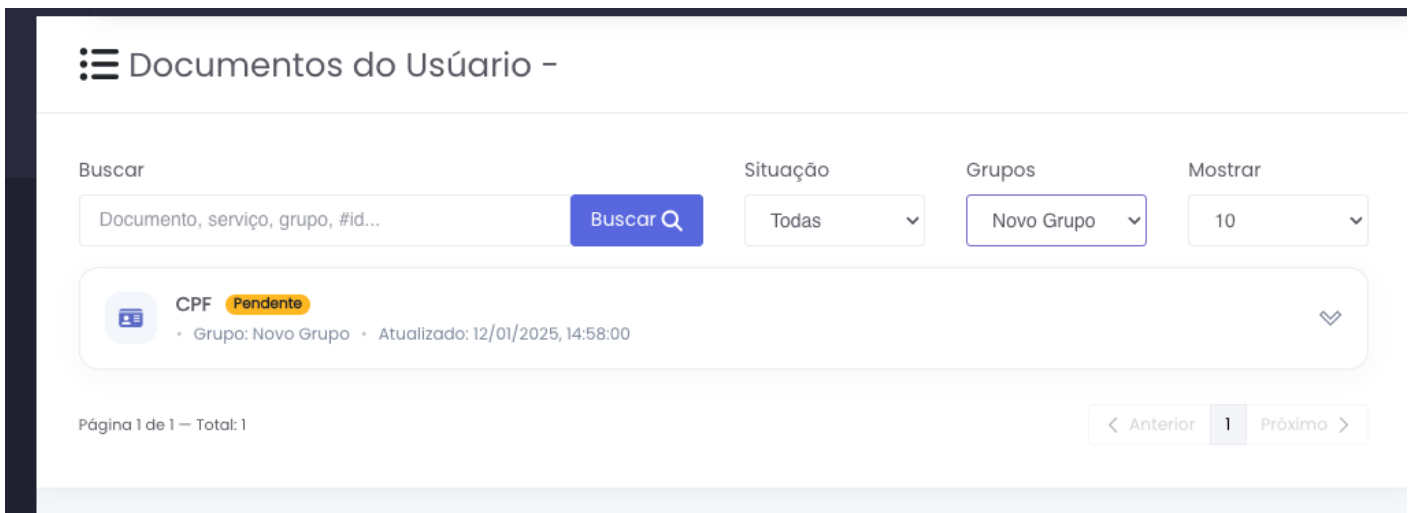 Documentos do Usúario -
Buscar
Situação
Grupos
Mostrar
Documento, serviço, grupo, #id...
Buscar
Todas
Novo Grupo
10
CPF Pendente
• Grupo: Novo Grupo • Atualizado: 12/01/2025, 14:58:00
Página 1 de 1 — Total: 1
Anterior 1 Próximo